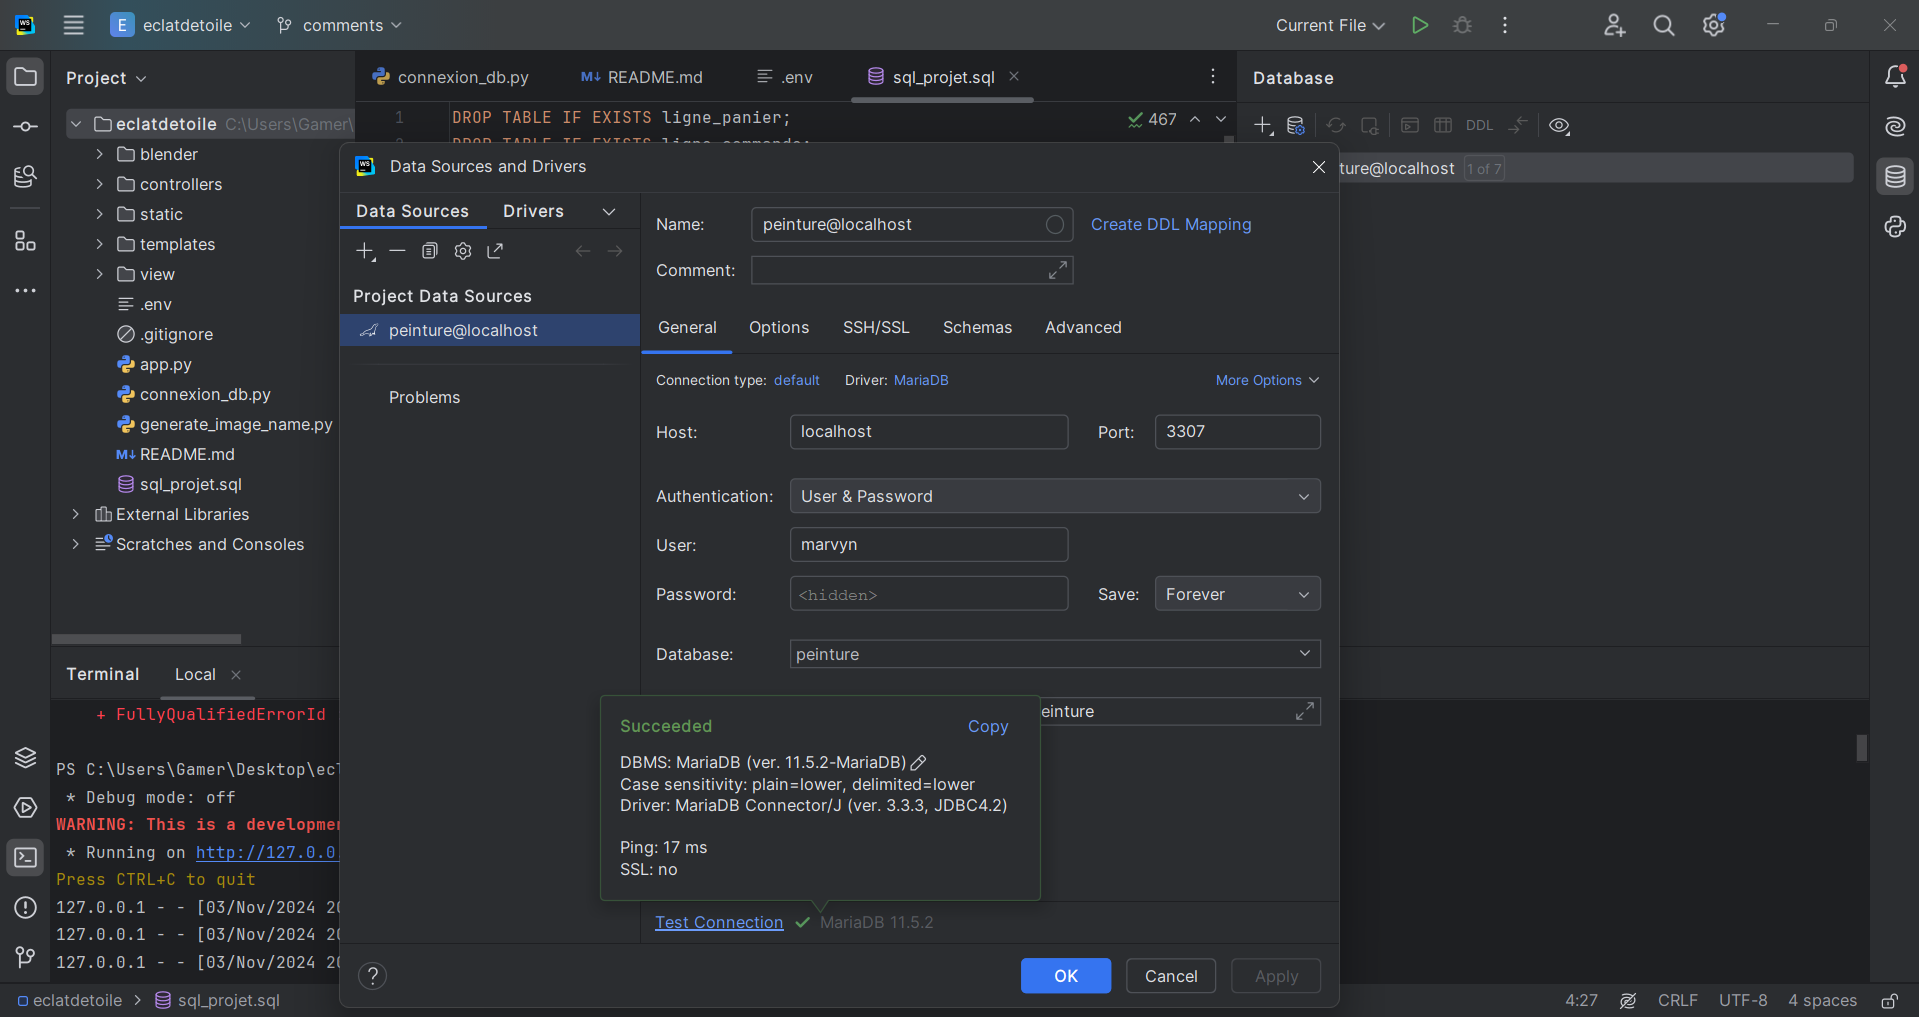 WS
E eclatdetoile
comments
Current File
Project
connexion_db.py
README.md
.env
sql_projet.sql
Database
eclatdetoile C:\Users\Gamer\
1 DROP TABLE IF EXISTS ligne_panier;
467
DDL
blender
controllers
static
templates
view
.env
.gitignore
app.py
connexion_db.py
generate_image_name.py
M↓ README.md
sql_projet.sql
External Libraries
Scratches and Consoles
ture@localhost 1 of 7
Data Sources and Drivers
Data Sources Drivers
Project Data Sources
peinture@localhost
Problems
Name: peinture@localhost Create DDL Mapping
Comment:
General Options SSH/SSL Schemas Advanced
Connection type: default Driver: MariaDB More Options
Host: localhost Port: 3307
Authentication: User & Password
User: marvyn
Password: <hidden> Save: Forever
Database: peinture
einture
Succeeded Copy
DBMS: MariaDB (ver. 11.5.2-MariaDB)
Case sensitivity: plain=lower, delimited=lower
Driver: MariaDB Connector/J (ver. 3.3.3, JDBC4.2)
Ping: 17 ms
SSL: no
Test Connection MariaDB 11.5.2
? OK Cancel Apply
Terminal Local
+ FullyQualifiedErrorId
PS C:\Users\Gamer\Desktop\ecl
* Debug mode: off
WARNING: This is a developme
* Running on http://127.0.0
Press CTRL+C to quit
127.0.0.1 - - [03/Nov/2024 20
127.0.0.1 - - [03/Nov/2024 20
127.0.0.1 - - [03/Nov/2024 20
eclatdetoile > sql_projet.sql
4:27 CRLF UTF-8 4 spaces